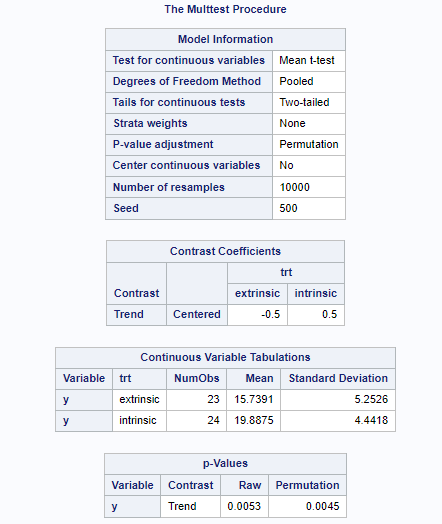 The Multtest Procedure
Model Information
Test for continuous variables Mean t-test
Degrees of Freedom Method Pooled
Tails for continuous tests Two-tailed
Strata weights None
P-value adjustment Permutation
Center continuous variables No
Number of resamples 10000
Seed 500
Contrast Coefficients
trt
Contrast extrinsic intrinsic
Trend Centered -0.5 0.5
Continuous Variable Tabulations
Variable trt NumObs Mean Standard Deviation
y extrinsic 23 15.7391 5.2526
y intrinsic 24 19.8875 4.4418
p-Values
Variable Contrast Raw Permutation
y Trend 0.0053 0.0045